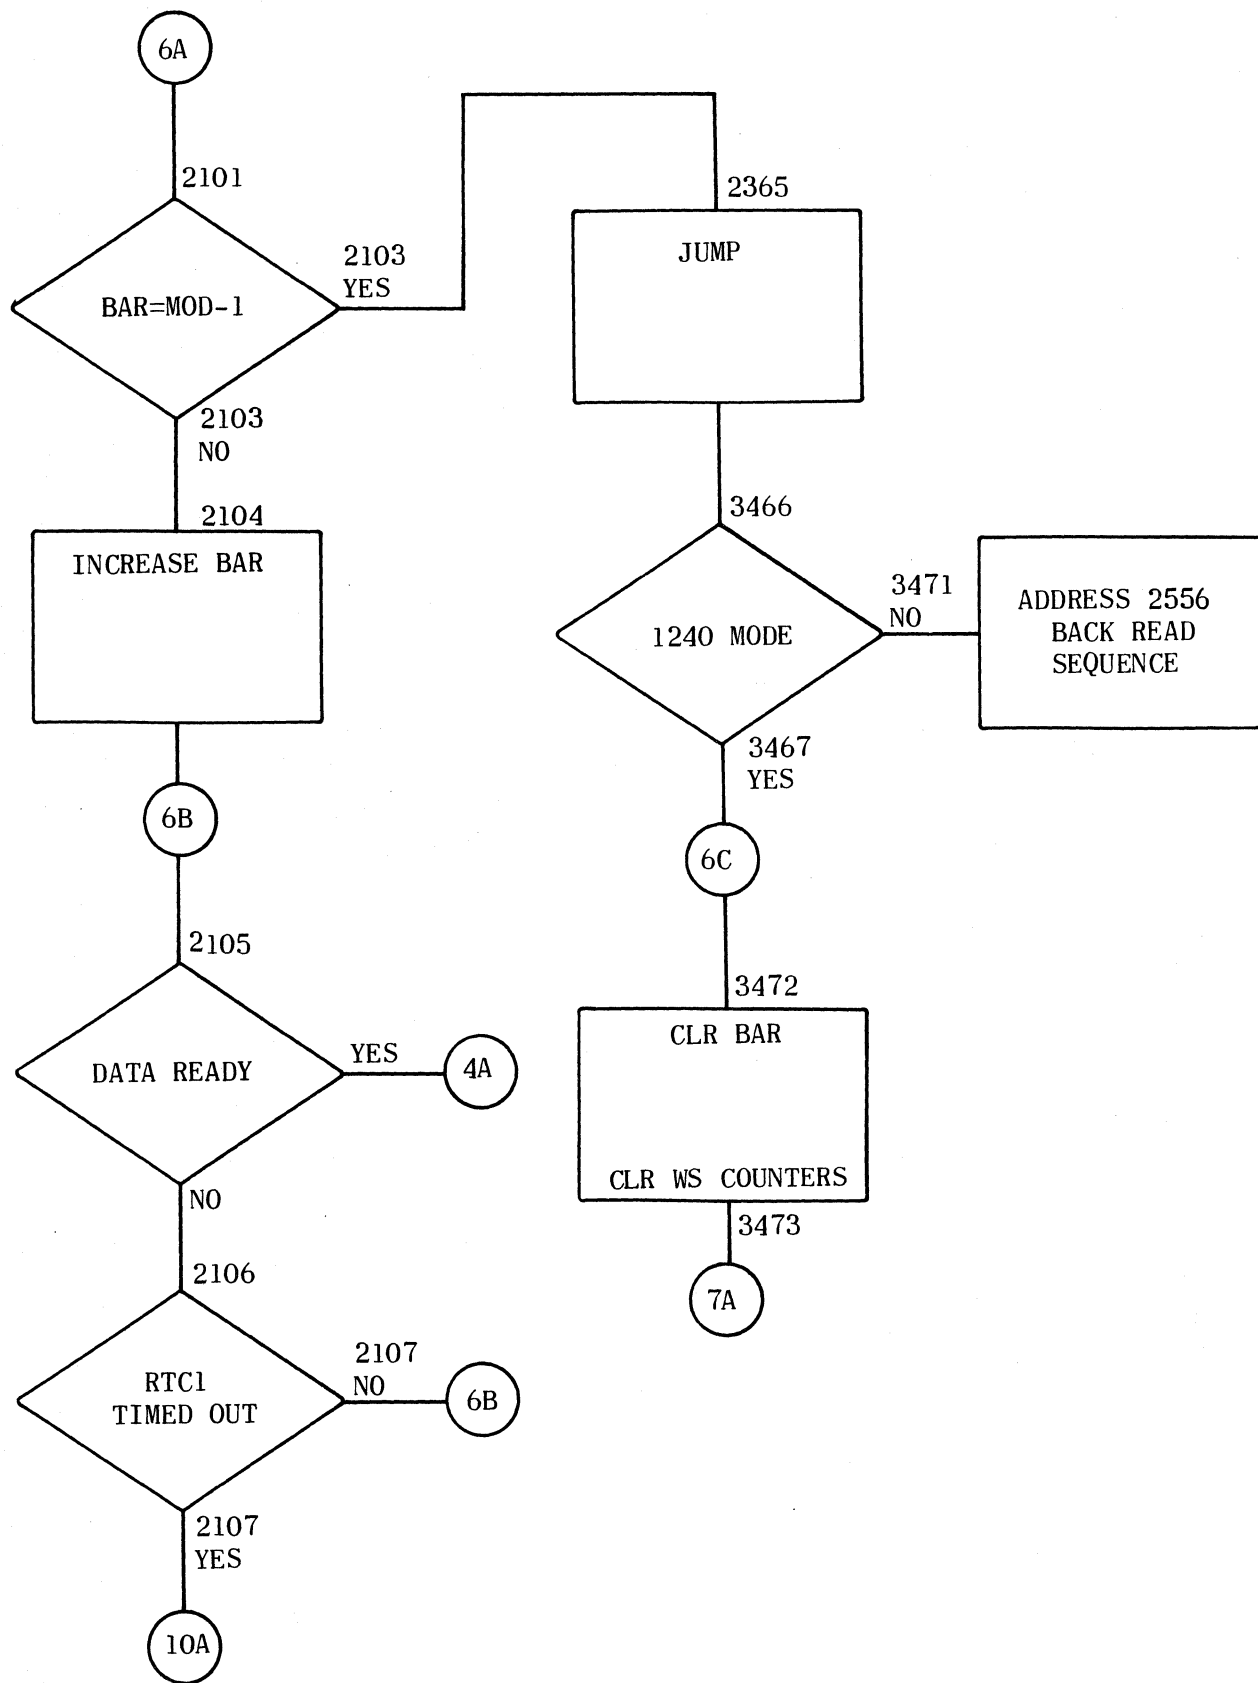 6A
2101
BAR=MOD-1
2103
YES
2103
NO
2104
INCREASE BAR
6B
2105
DATA READY
YES
4A
NO
2106
RTC1
TIMED OUT
2107
NO
6B
2107
YES
10A
2365
JUMP
3466
1240 MODE
3471
NO
ADDRESS 2556
BACK READ
SEQUENCE
3467
YES
6C
3472
CLR BAR
CLR WS COUNTERS
3473
7A